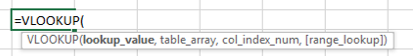 =VLOOKUP(
VLOOKUP(lookup_value, table_array, col_index_num, [range_lookup])